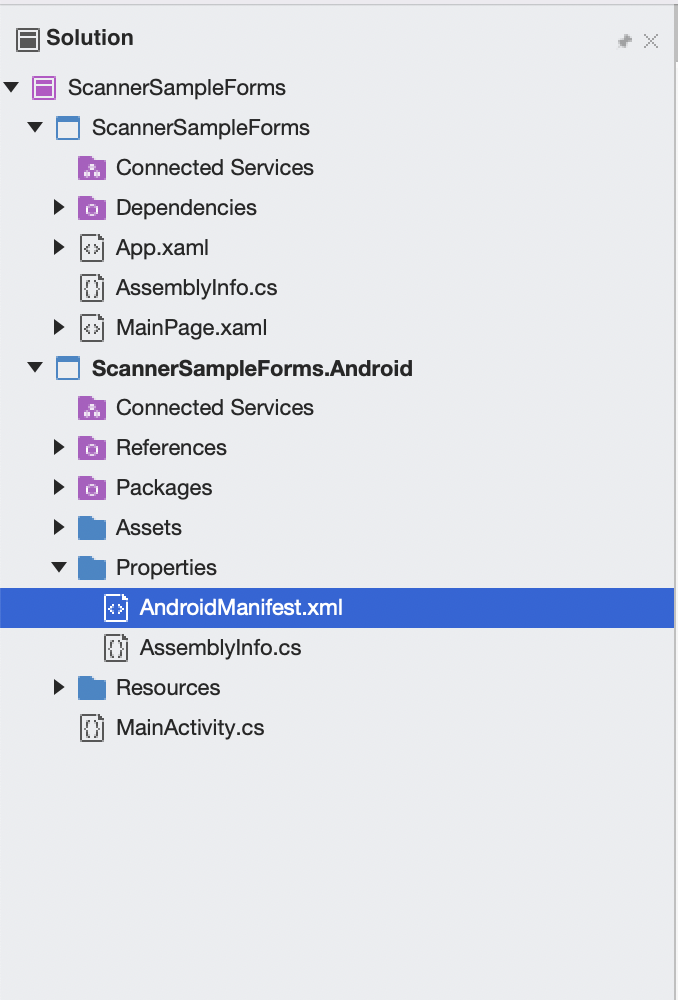 Solution
ScannerSampleForms
ScannerSampleForms
Connected Services
Dependencies
App.xaml
AssemblyInfo.cs
MainPage.xaml
ScannerSampleForms.Android
Connected Services
References
Packages
Assets
Properties
AndroidManifest.xml
AssemblyInfo.cs
Resources
MainActivity.cs